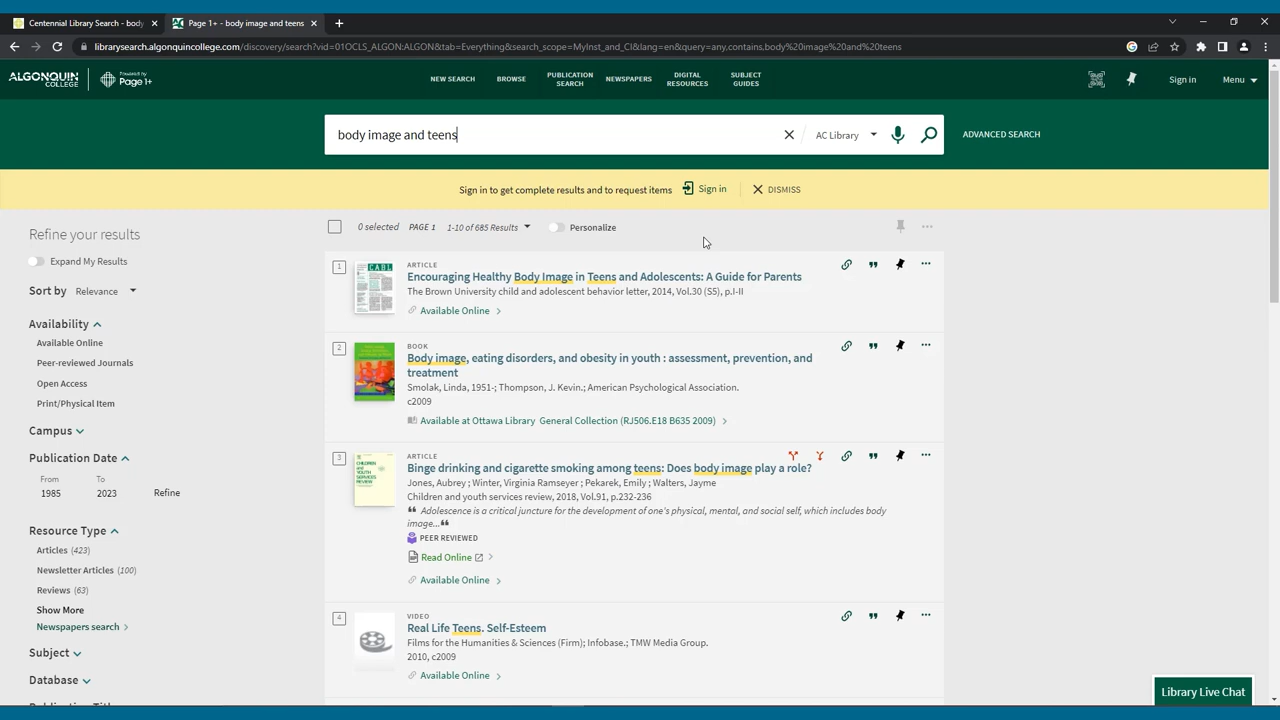 Centennial Library Search - body
Page 1+ - body image and teens
librarysearch.algonquincollege.com/discovery/search?vid=01OCLS_ALGON:ALGON&tab=Everything&search_scope=MyInst_and_CI&lang=en&query=any.contains.body%20image%20and%20teens
ALGONQUIN
COLLEGE
Powered by
Page 1+
NEW SEARCH
BROWSE
PUBLICATION
SEARCH
NEWSPAPERS
DIGITAL
RESOURCES
SUBJECT
GUIDES
Sign in
Menu
body image and teens
AC Library
ADVANCED SEARCH
Sign in to get complete results and to request items Sign in DISMISS
Refine your results
Expand My Results
Sort by Relevance
Availability
Available Online
Peer-reviewed Journals
Open Access
Print/Physical Item
Campus
Publication Date
From To
1985 2023 Refine
Resource Type
Articles (423)
Newsletter Articles (100)
Reviews (63)
Show More
Newspapers search
Subject
Database
0 selected PAGE 1 1-10 of 685 Results Personalize
1
ARTICLE
CABL
Encouraging Healthy Body Image in Teens and Adolescents: A Guide for Parents
The Brown University child and adolescent behavior letter, 2014, Vol.30 (S5), p.I-II
Available Online
2
BOOK
Body image, eating disorders, and obesity in youth : assessment, prevention, and
treatment
Smolak, Linda, 1951-; Thompson, J. Kevin.; American Psychological Association.
c2009
Available at Ottawa Library General Collection (RJ506.E18 B635 2009)
3
ARTICLE
CHILDREN
and
YOUTH
SERVICES
REVIEW
Binge drinking and cigarette smoking among teens: Does body image play a role?
Jones, Aubrey ; Winter, Virginia Ramseyer ; Pekarek, Emily ; Walters, Jayme
Children and youth services review, 2018, Vol.91, p.232-236
❝ Adolescence is a critical juncture for the development of one's physical, mental, and social self, which includes body
image...❝
PEER REVIEWED
Read Online
Available Online
4
VIDEO
Real Life Teens. Self-Esteem
Films for the Humanities & Sciences (Firm); Infobase.; TMW Media Group.
2010, c2009
Available Online
Library Live Chat